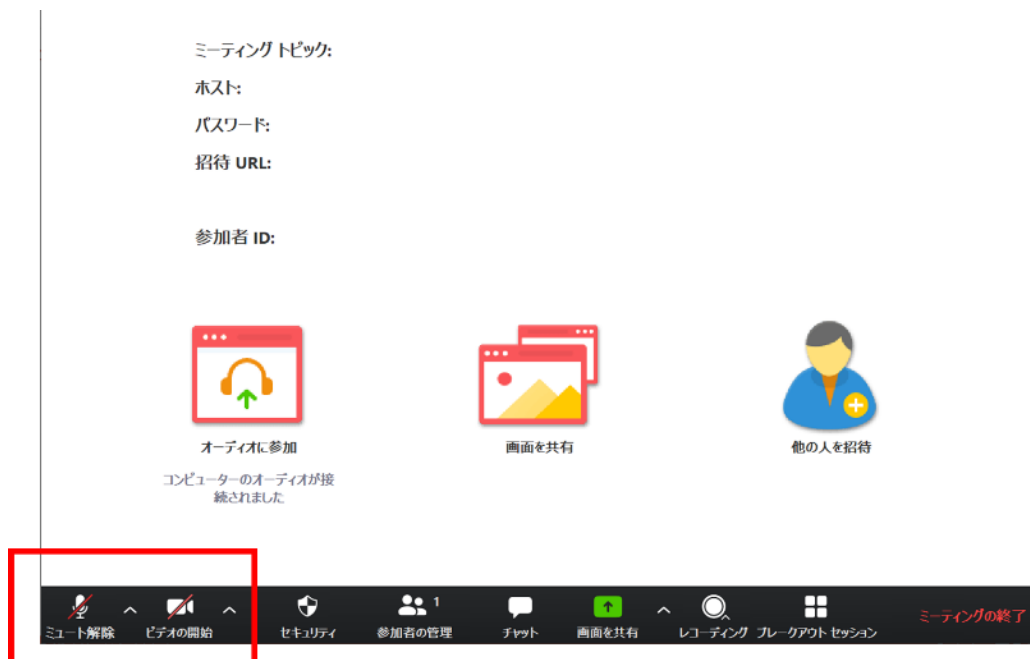 ミーティング トピック:
ホスト:
パスワード:
招待 URL:
参加者 ID:
オーディオに参加
画面を共有
他の人を招待
コンピューターのオーディオが接
続されました
1
ミュート解除
ビデオの開始
セキュリティ
参加者の管理
チャット
画面を共有
レコーディング
ブレークアウト セッション
ミーティングの終了